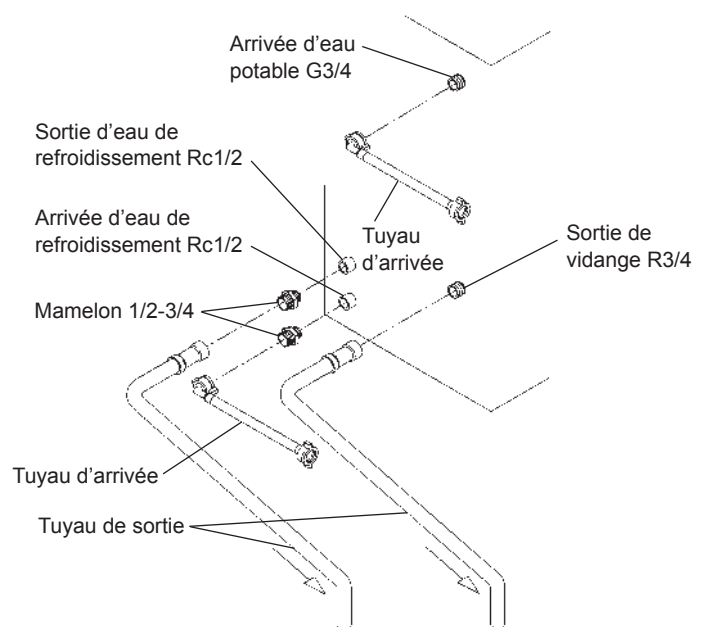 Arrivée d'eau
potable G3/4
Sortie d'eau de
refroidissement Rc1/2
Arrivée d'eau de
refroidissement Rc1/2
Tuyau
d'arrivée
Sortie de
vidange R3/4
Mamelon 1/2-3/4
Tuyau d'arrivée
Tuyau de sortie